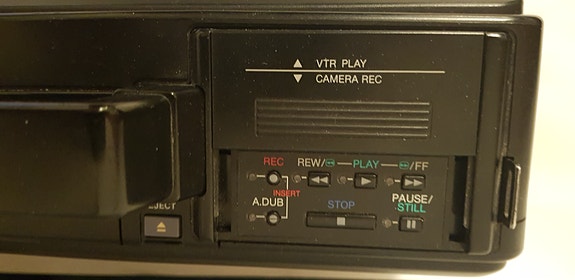 VTR PLAY
CAMERA REC
REC REW/ PLAY /FF
INSERT
A.DUB STOP PAUSE/
STILL
EJECT